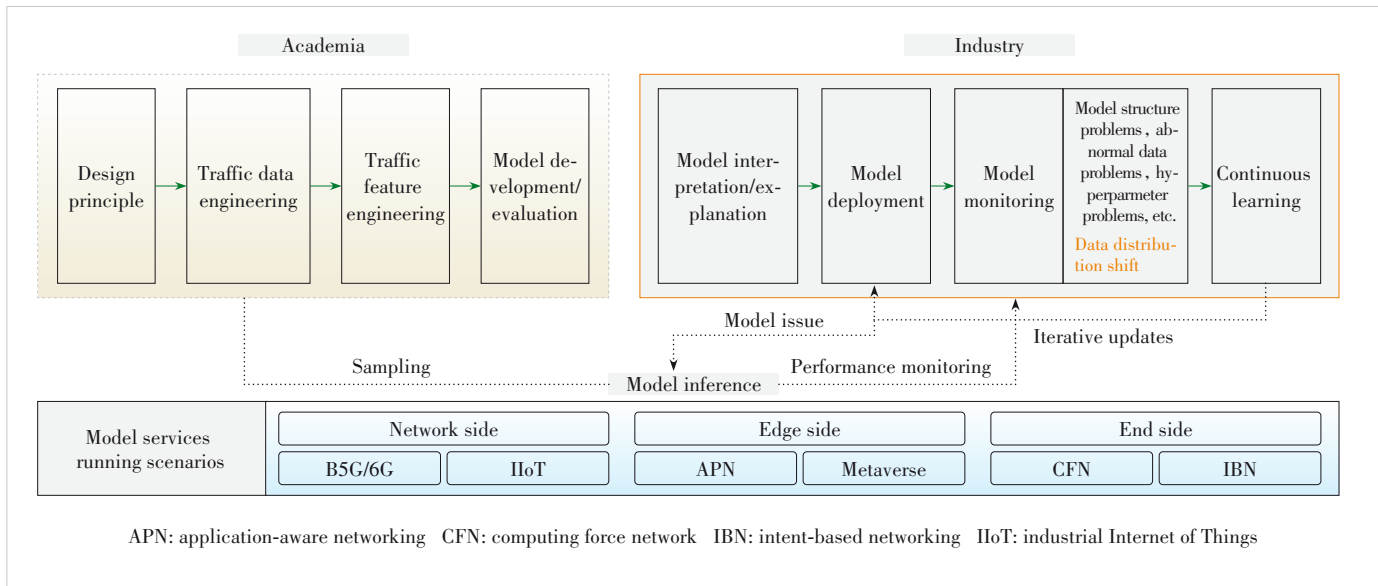 Academia
Industry
Design
principle
Traffic data
engineering
Traffic
feature
engineering
Model de-
velopment/
evaluation
Model inter-
pretation/ex-
planation
Model
deployment
Model
monitoring
Model structure
problems , ab-
normal data
problems, hy-
perparmeter
problems, etc.
Data distribu-
tion shift
Continuous
learning
Model issue
Iterative updates
Sampling
Performance monitoring
Model inference
Model services
running scenarios
Network side
Edge side
End side
B5G/6G
IIoT
APN
Metaverse
CFN
IBN
APN: application-aware networking CFN: computing force network IBN: intent-based networking IIoT: industrial Internet of Things